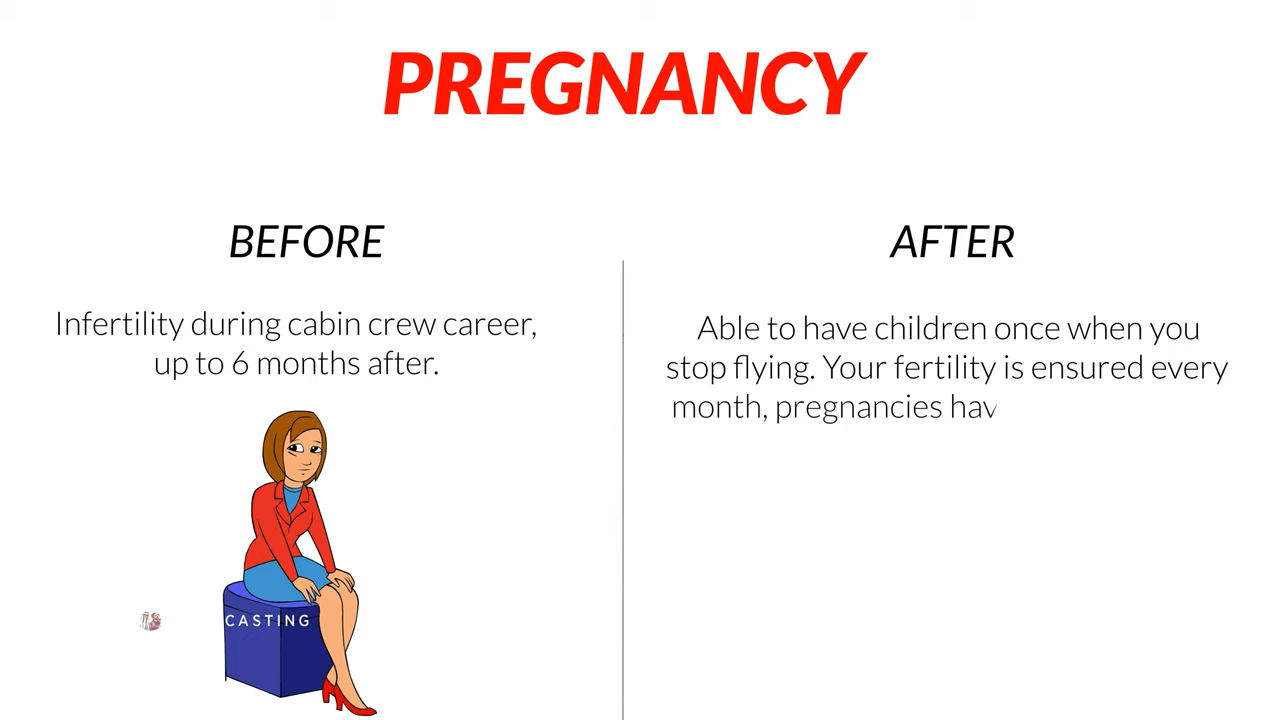 PREGNANCY
BEFORE
Infertility during cabin crew career,
up to 6 months after.
CASTING
AFTER
Able to have children once when you
stop flying. Your fertility is ensured every
month, pregnancies hav